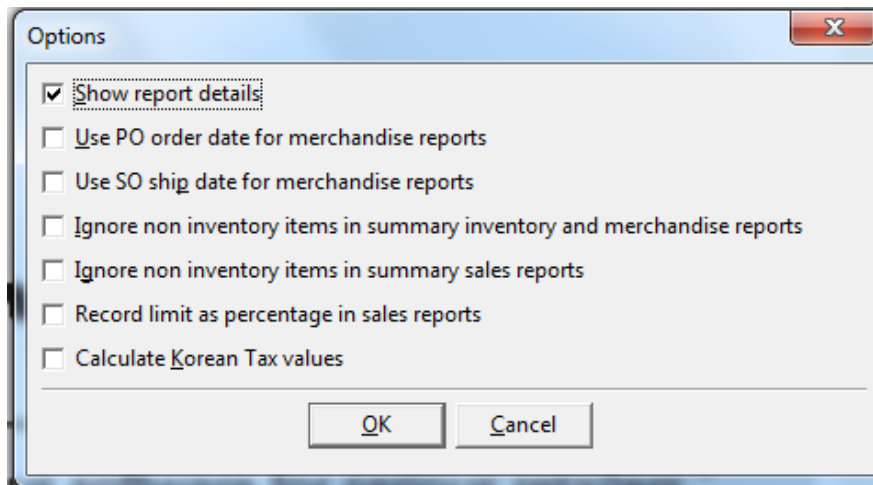 Options
Show report details
Use PO order date for merchandise reports
Use SO ship date for merchandise reports
Ignore non inventory items in summary inventory and merchandise reports
Ignore non inventory items in summary sales reports
Record limit as percentage in sales reports
Calculate Korean Tax values
OK Cancel